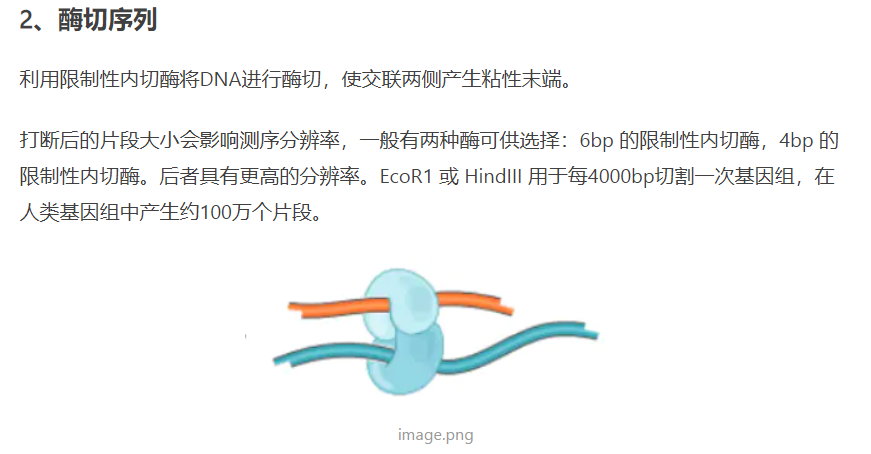 2、酶切序列
利用限制性内切酶将DNA进行酶切，使交联两侧产生粘性末端。
打断后的片段大小会影响测序分辨率，一般有两种酶可供选择：6bp 的限制性内切酶，4bp 的
限制性内切酶。后者具有更高的分辨率。EcoR1 或 HindIII 用于每4000bp切割一次基因组，在
人类基因组中产生约100万个片段。
image.png